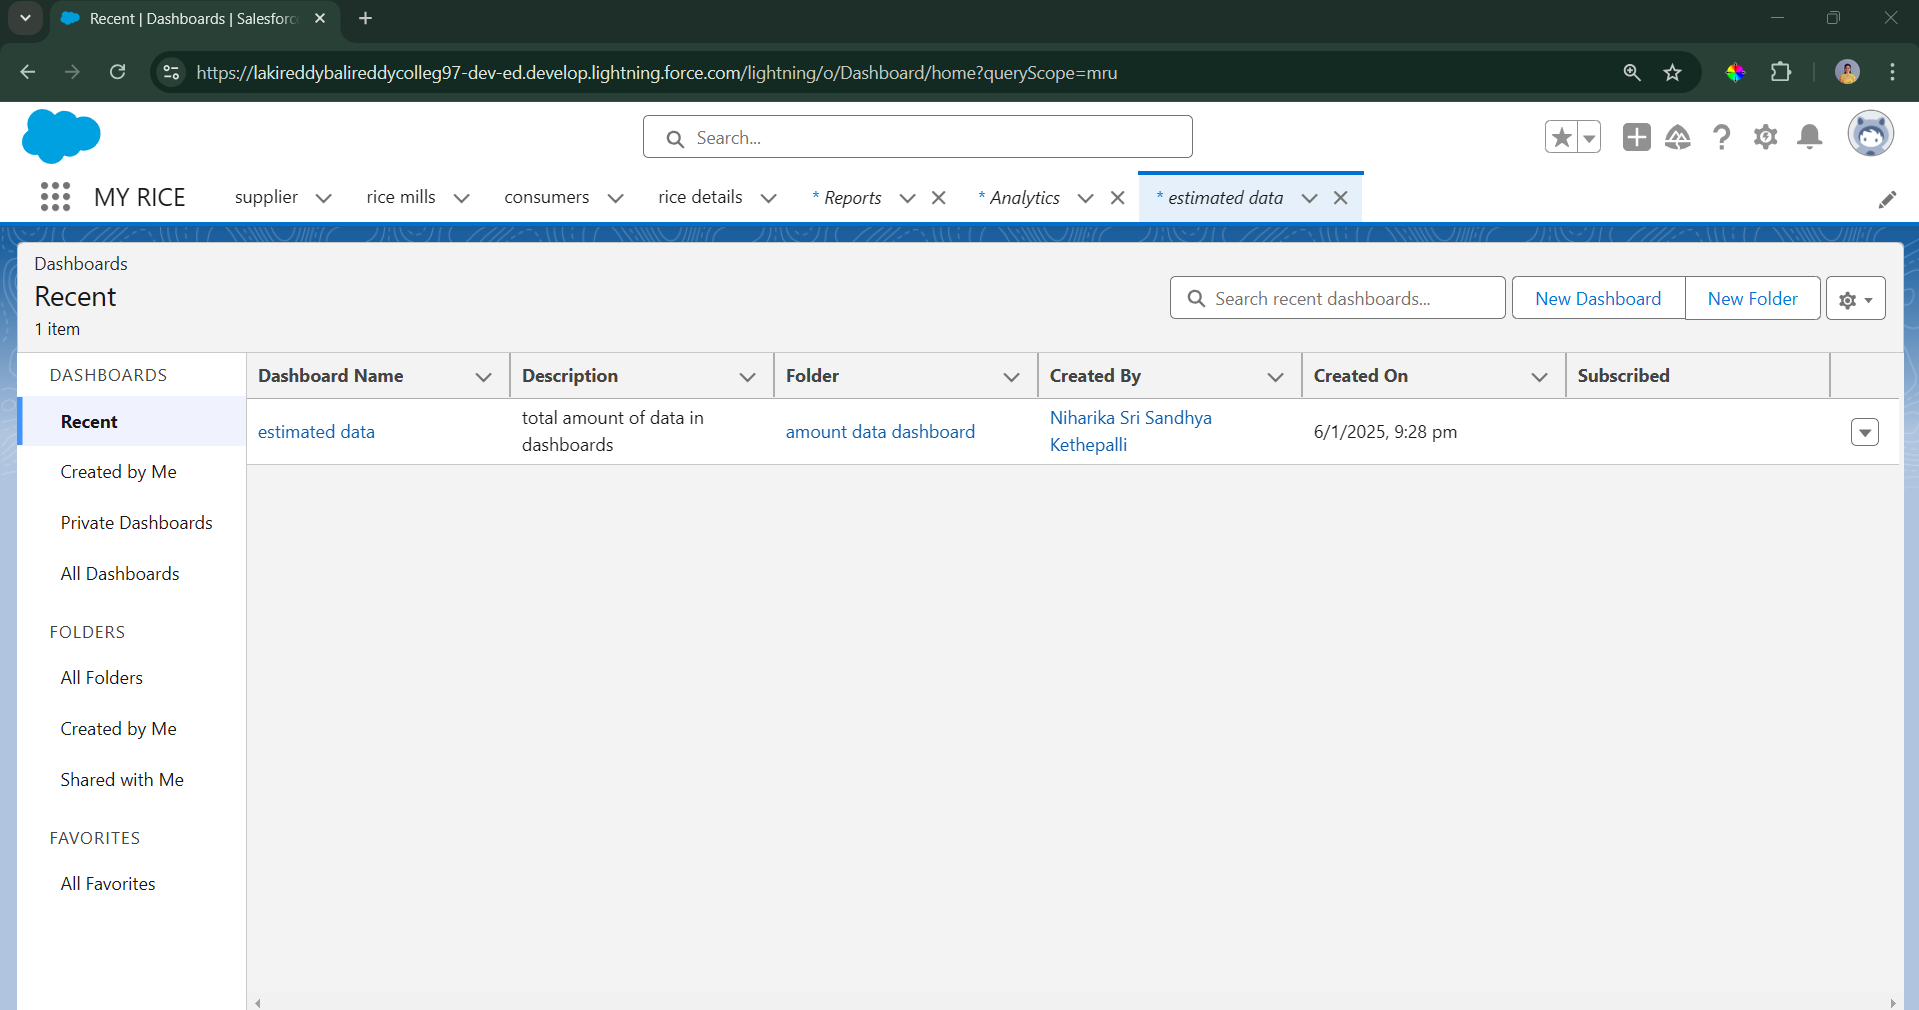 Recent | Dashboards | Salesforc
https://lakireddybalireddycolleg97-dev-ed.develop.lightning.force.com/lightning/o/Dashboard/home?queryScope=mru
Search...
MY RICE
supplier
rice mills
consumers
rice details
* Reports
* Analytics
* estimated data
Dashboards
Recent
1 item
Search recent dashboards...
New Dashboard
New Folder
DASHBOARDS
Recent
Created by Me
Private Dashboards
All Dashboards
FOLDERS
All Folders
Created by Me
Shared with Me
FAVORITES
All Favorites
Dashboard Name
Description
Folder
Created By
Created On
Subscribed
estimated data
total amount of data in
dashboards
amount data dashboard
Niharika Sri Sandhya
Kethepalli
6/1/2025, 9:28 pm